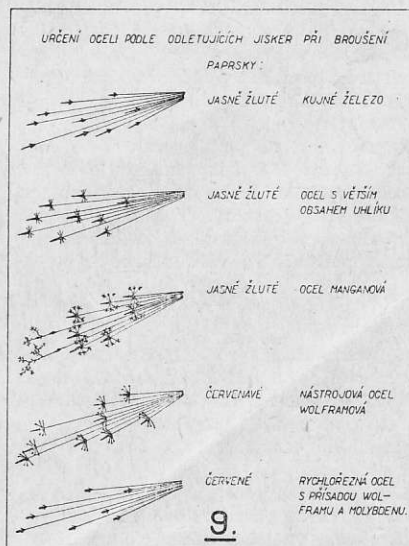 URČENÍ OCELI PODLE ODLETUJÍCÍCH JISKER PŘI BROUŠENÍ
PAPRSKY:
JASNĚ ŽLUTÉ KUJNÉ ŽELEZO
JASNĚ ŽLUTÉ OCEL S VĚTŠÍM
OBSAHEM UHLÍKU
JASNĚ ŽLUTÉ OCEL MANGANOVÁ
ČERVENAVÉ NÁSTROJOVÁ OCEL
WOLFRAMOVÁ
ČERVENÉ RYCHLOŘEZNÁ OCEL
S PŘÍSADOU WOL-
FRAMU A MOLYBDENU.
9.